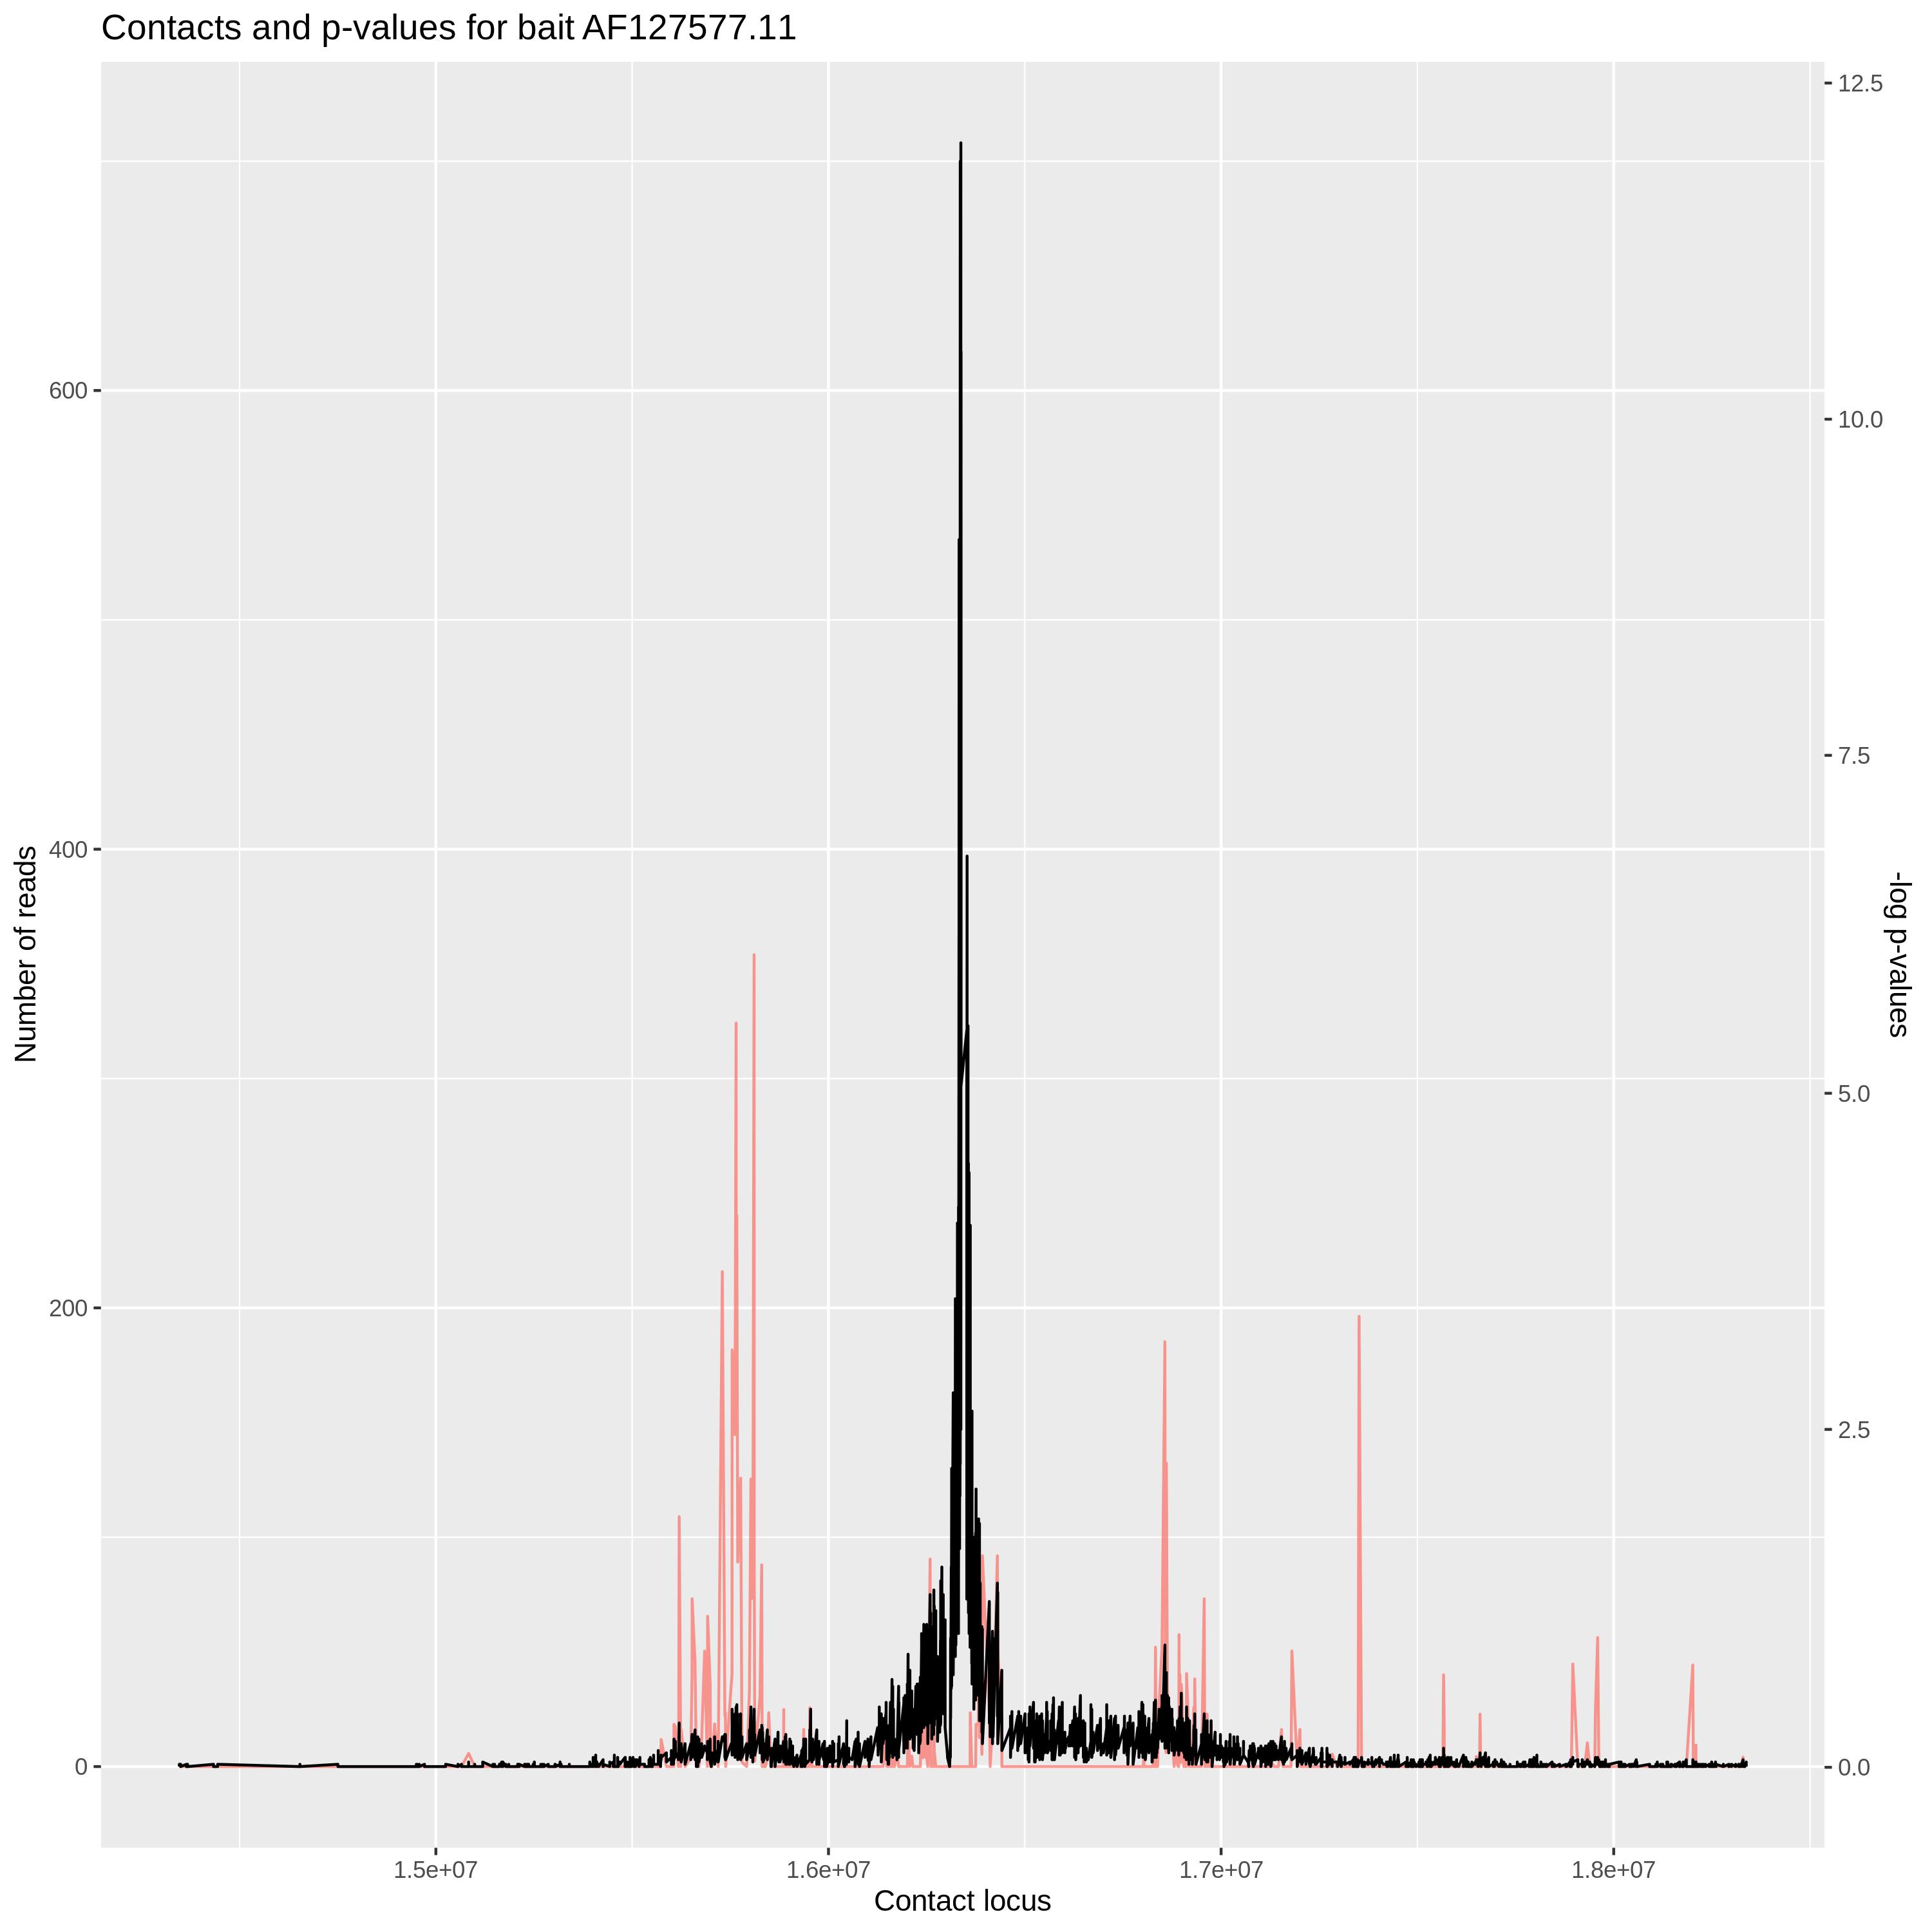 Contacts and p-values for bait AF127577.11
12.5
600
10.0
7.5
400
Number of reads
-log p-values
5.0
200
2.5
0
0.0
1.5e+07
1.6e+07
1.7e+07
1.8e+07
Contact locus